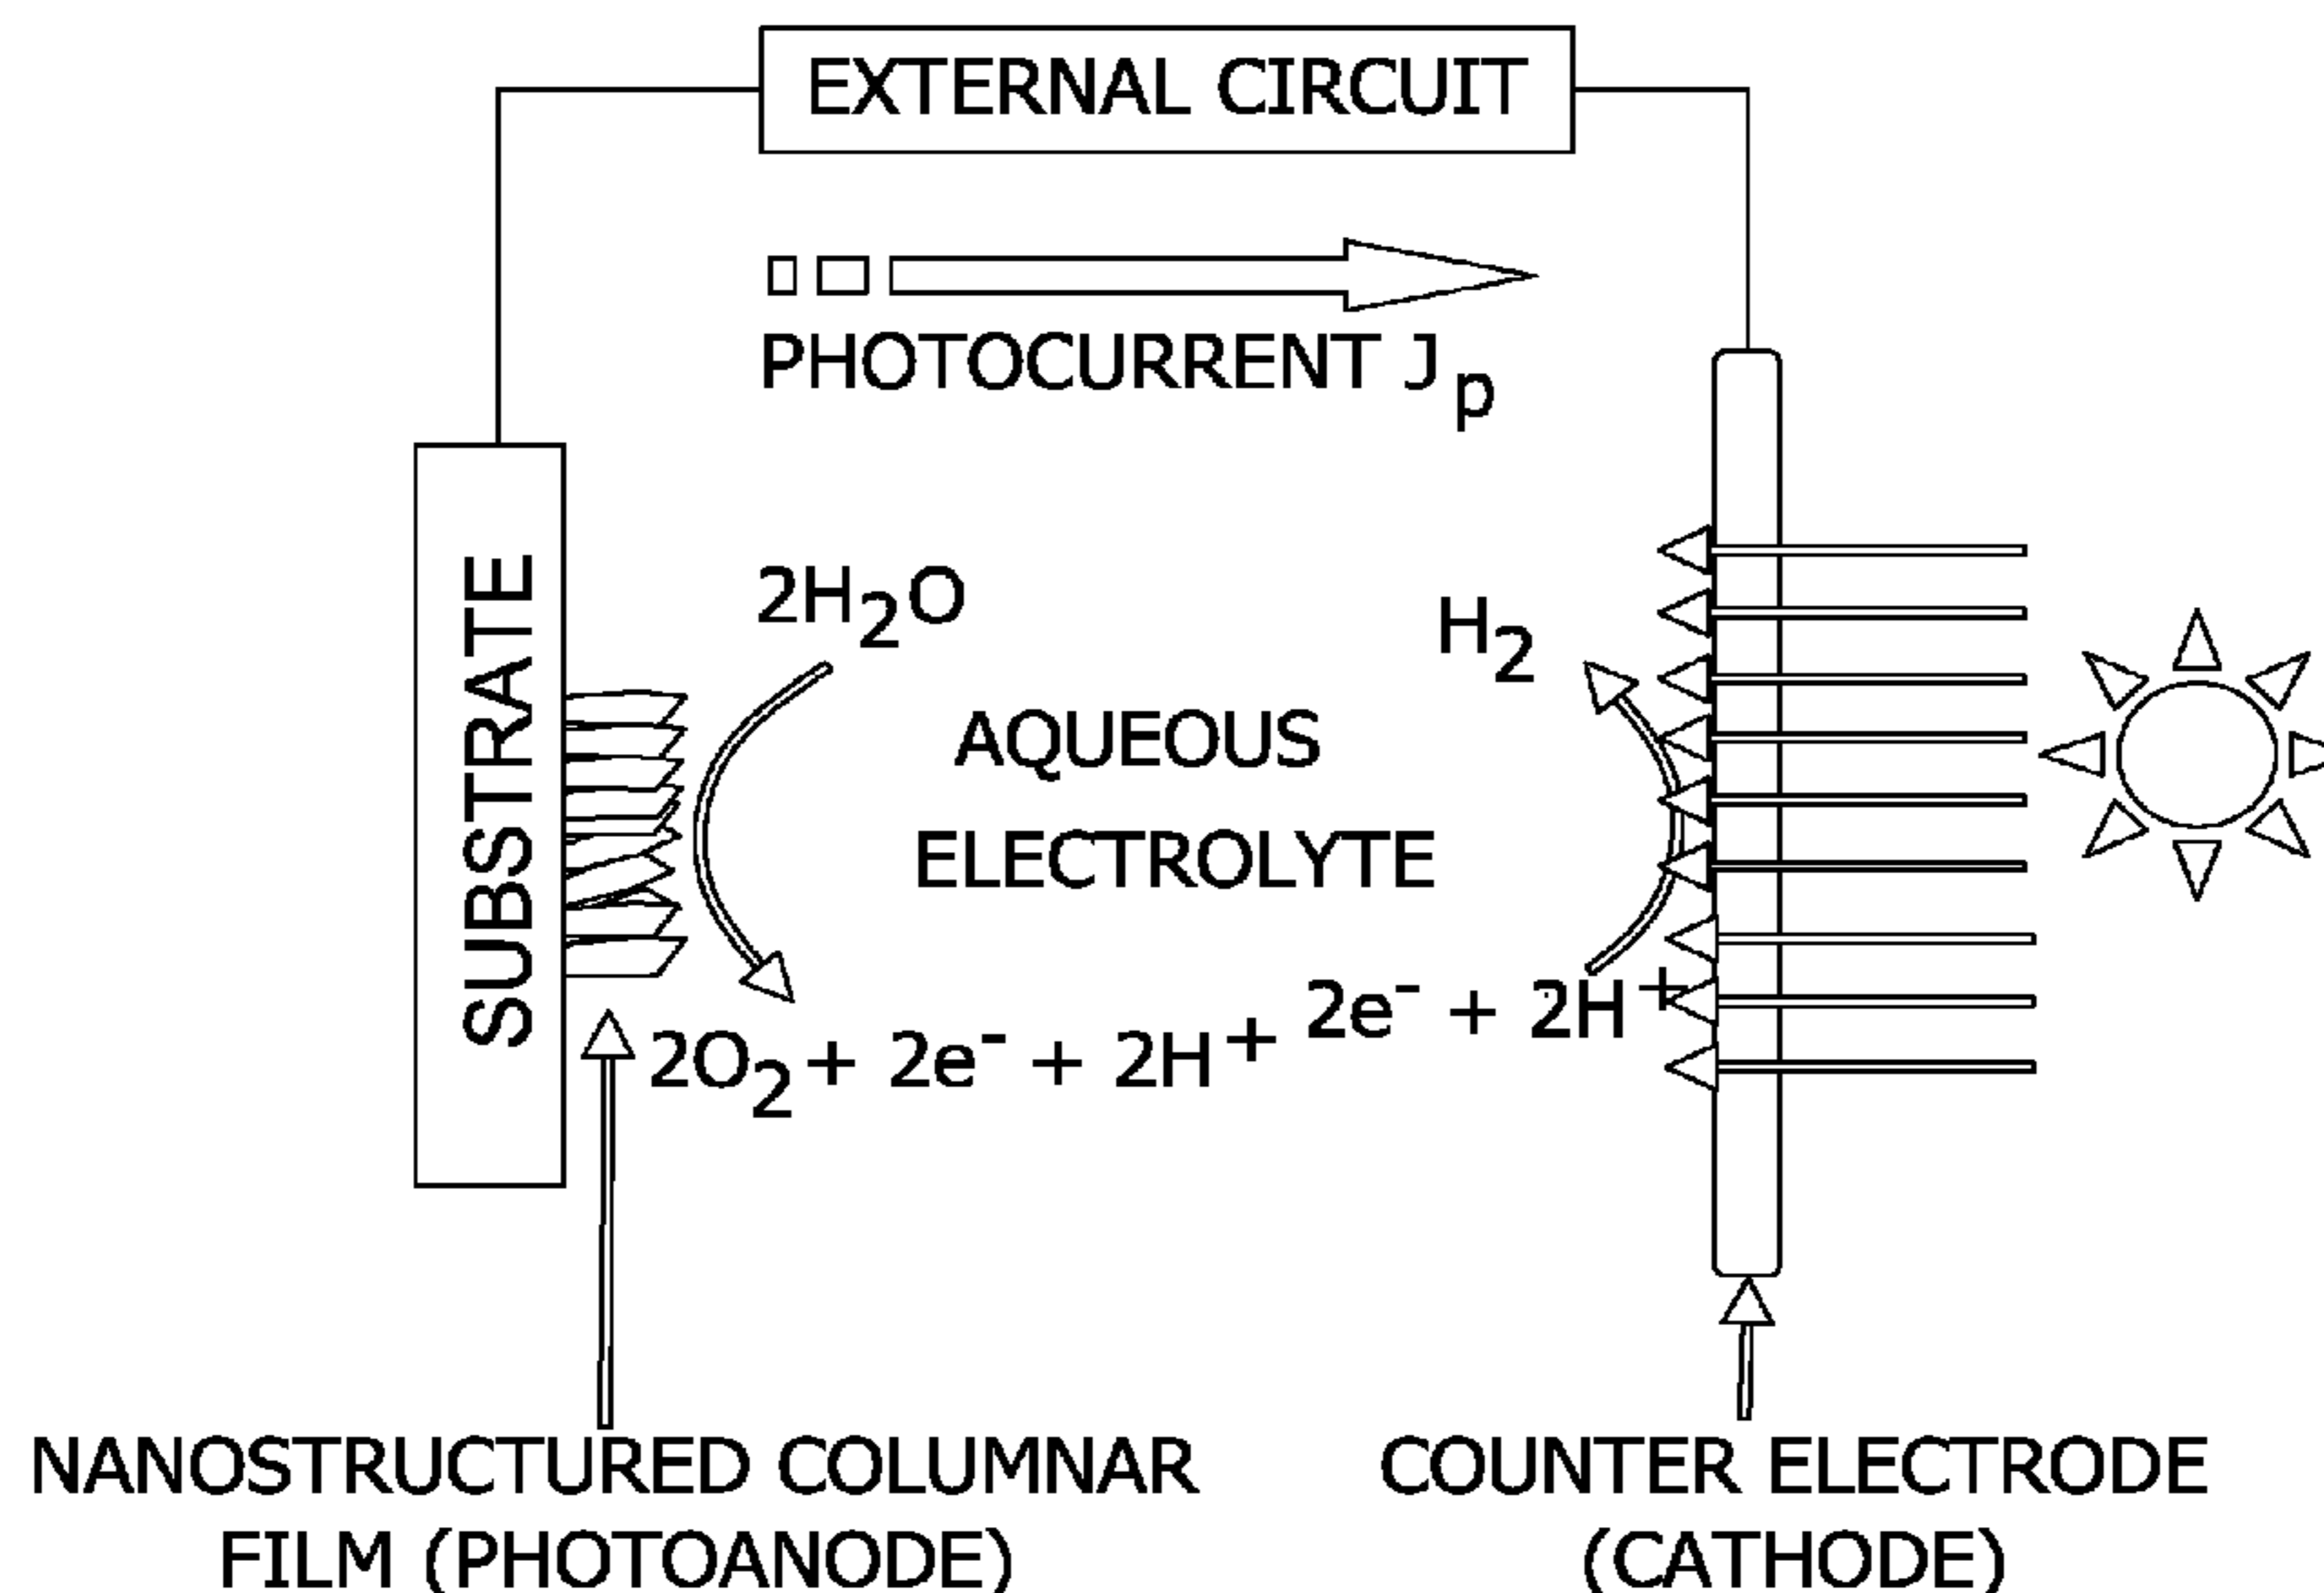 EXTERNAL CIRCUIT
PHOTOCURRENT Jp
SUBSTRATE
2H2O
H2
AQUEOUS
ELECTROLYTE
2O2 + 2e- + 2H+
2e- + 2H+
NANOSTRUCTURED COLUMNAR
FILM (PHOTOANODE)
COUNTER ELECTRODE
(CATHODE)